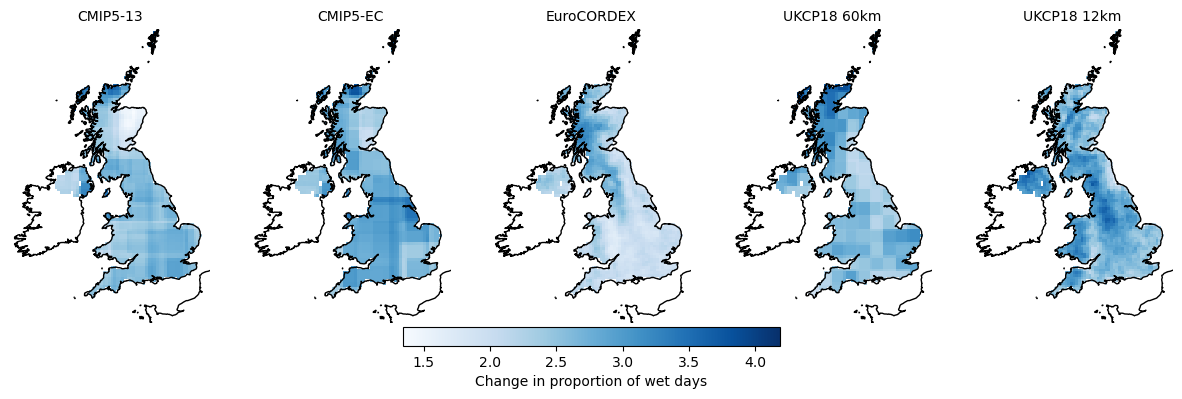 CMIP5-13 CMIP5-EC EuroCORDEX UKCP18 60km UKCP18 12km
1.5 2.0 2.5 3.0 3.5 4.0
Change in proportion of wet days